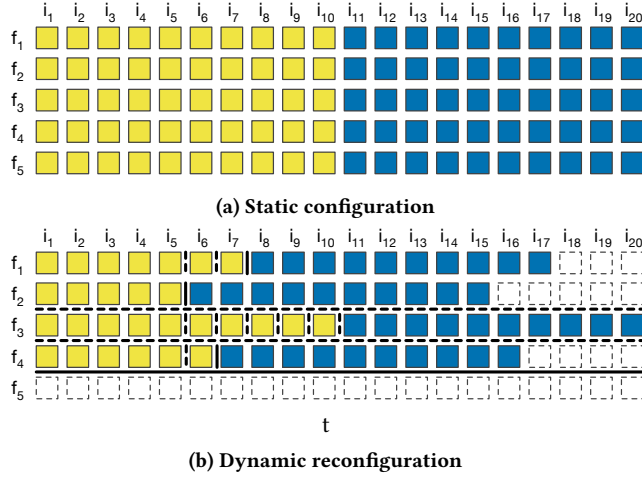 i1 i2 i3 i4 i5 i6 i7 i8 i9 i10 i11 i12 i13 i14 i15 i16 i17 i18 i19 i20
f1
f2
f3
f4
f5
(a) Static configuration
i1 i2 i3 i4 i5 i6 i7 i8 i9 i10 i11 i12 i13 i14 i15 i16 i17 i18 i19 i20
f1
f2
f3
f4
f5
t
(b) Dynamic reconfiguration